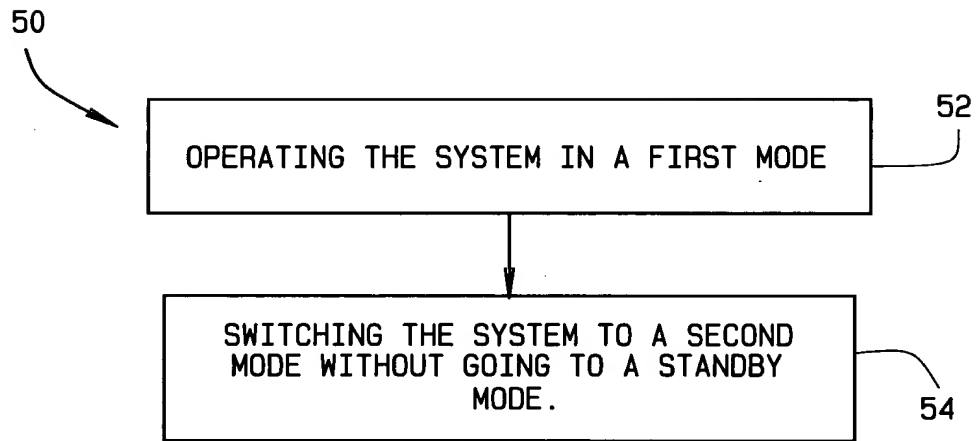 50
52
OPERATING THE SYSTEM IN A FIRST MODE
SWITCHING THE SYSTEM TO A SECOND
MODE WITHOUT GOING TO A STANDBY
MODE.
54